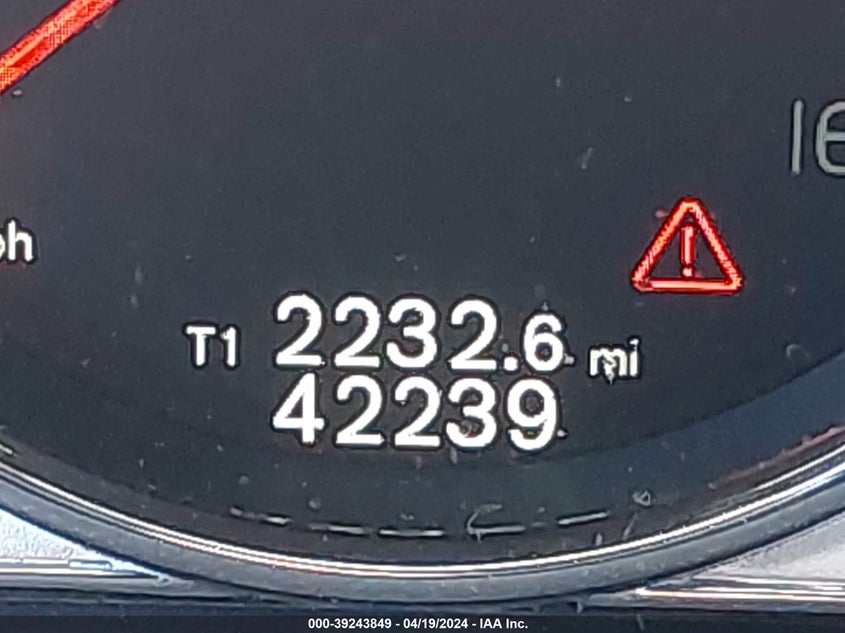 T1 2232.6 mi
42239
000-39243849 - 04/19/2024 - IAA Inc.